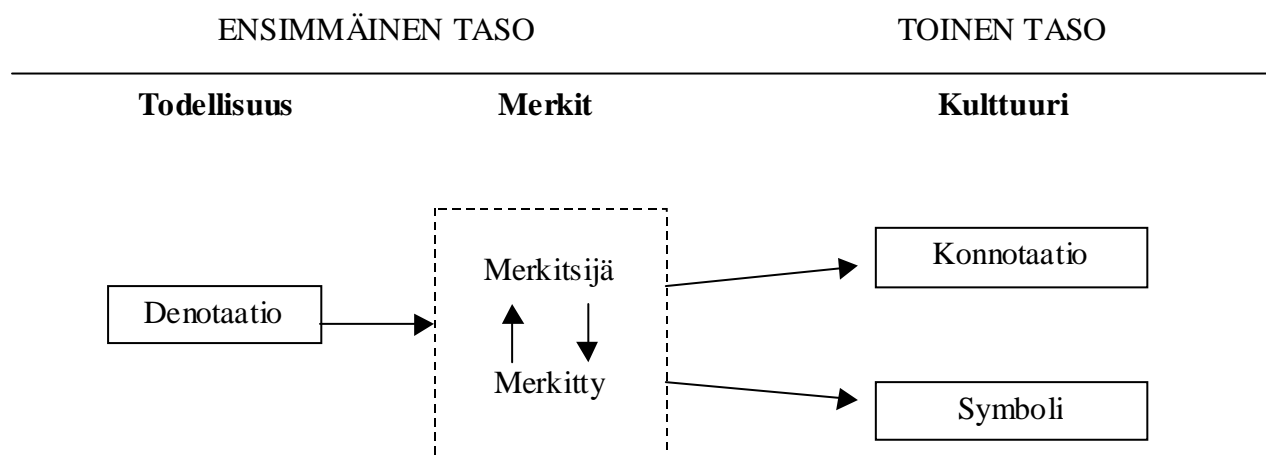 ENSIMMÄINEN TASO TOINEN TASO
Todellisuus Merkit Kulttuuri
Konnotaatio
Merkitsijä
Denotaatio
Merkitty
Symboli